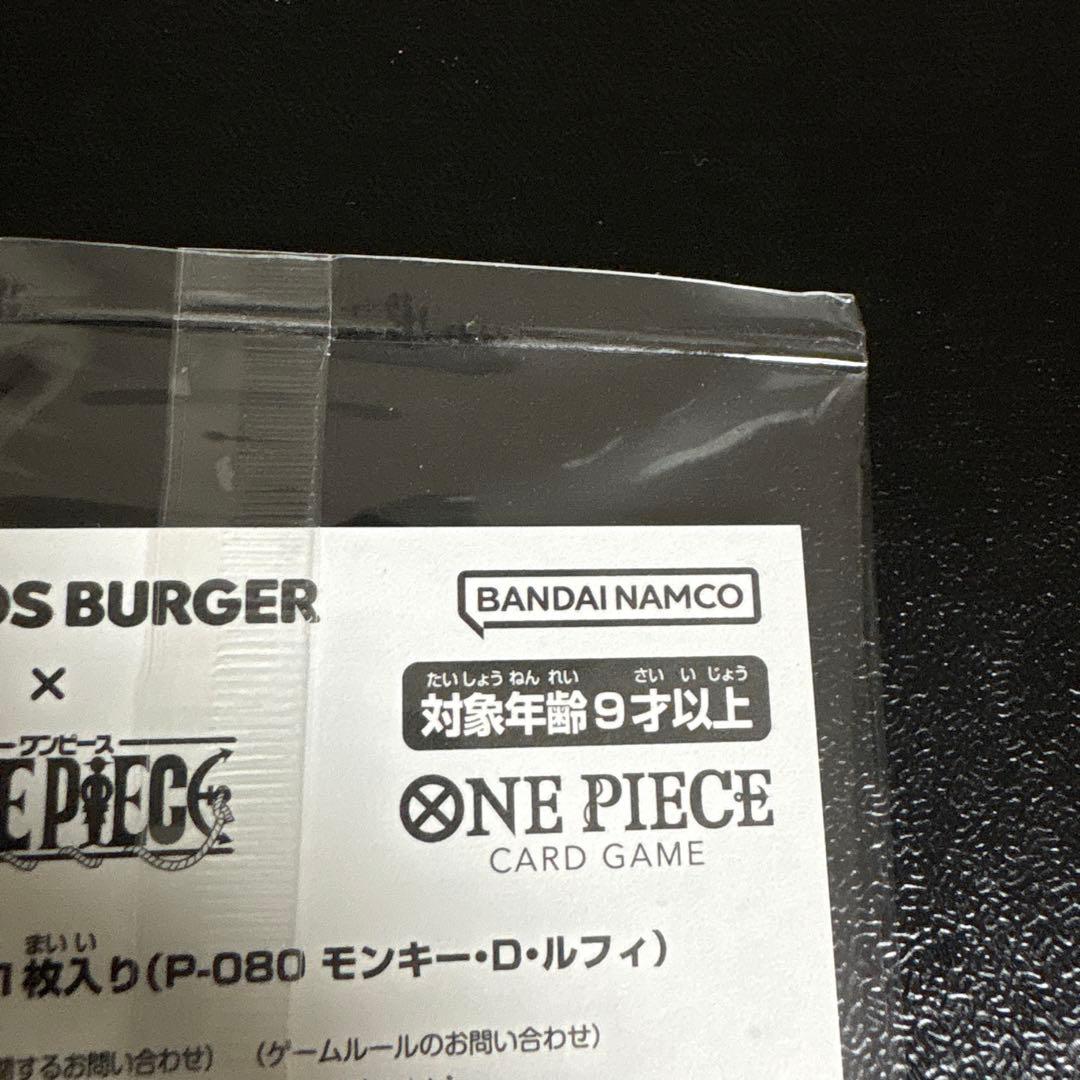 OS BURGER
BANDAI NAMCO
×
たいしょうねんれい さいいじょう
対象年齢9才以上
ワンピース
E PIECE
ONE PIECE
CARD GAME
まいい
1枚入り(P-080 モンキー・D・ルフィ)
するお問い合わせ) (ゲームルールのお問い合わせ)